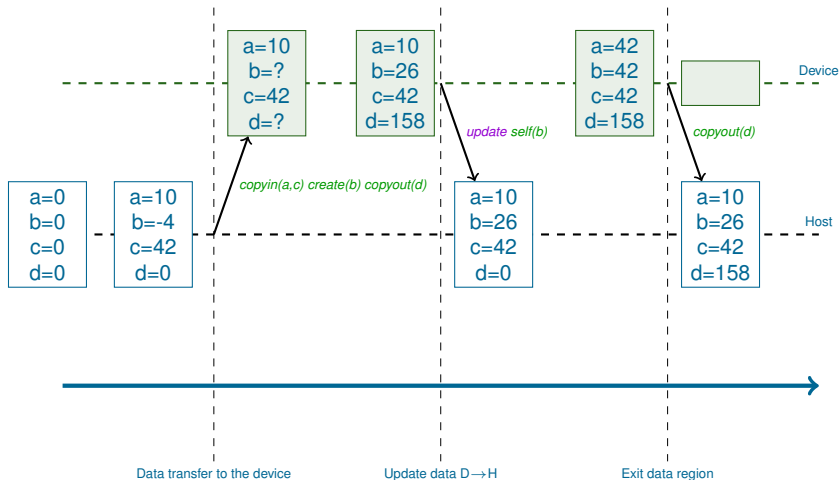 a=10
b=?
c=42
d=?
a=10
b=26
c=42
d=158
a=42
b=42
c=42
d=158
Device
update self(b)
copyout(d)
copyin(a,c) create(b) copyout(d)
a=0
b=0
c=0
d=0
a=10
b=-4
c=42
d=0
a=10
b=26
c=42
d=0
a=10
b=26
c=42
d=158
Host
Data transfer to the device
Update data D→H
Exit data region